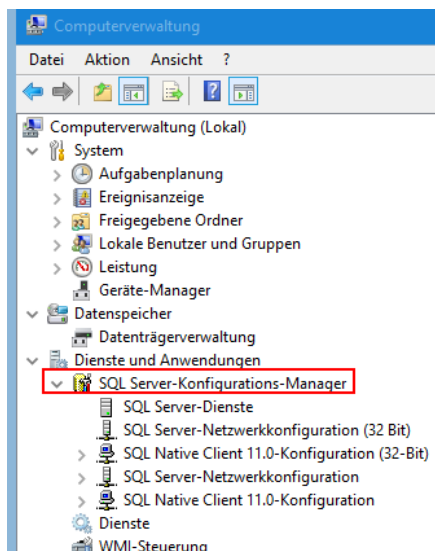 Computerverwaltung
Datei Aktion Ansicht ?
Computerverwaltung (Lokal)
System
Aufgabenplanung
Ereignisanzeige
Freigegebene Ordner
Lokale Benutzer und Gruppen
Leistung
Geräte-Manager
Datenspeicher
Datenträgerverwaltung
Dienste und Anwendungen
SQL Server-Konfigurations-Manager
SQL Server-Dienste
SQL Server-Netzwerkkonfiguration (32 Bit)
SQL Native Client 11.0-Konfiguration (32-Bit)
SQL Server-Netzwerkkonfiguration
SQL Native Client 11.0-Konfiguration
Dienste
WMI-Steuerung